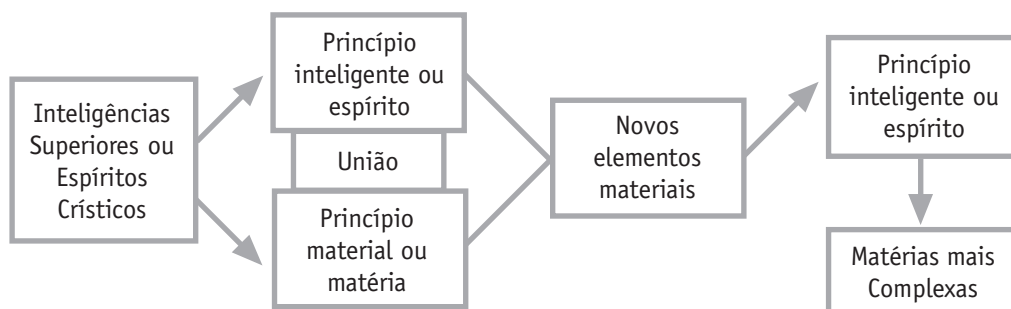 Inteligências
Superiores ou
Espíritos
Crísticos
Princípio
inteligente ou
espírito
União
Princípio
material ou
matéria
Novos
elementos
materiais
Princípio
inteligente ou
espírito
Matérias mais
Complexas